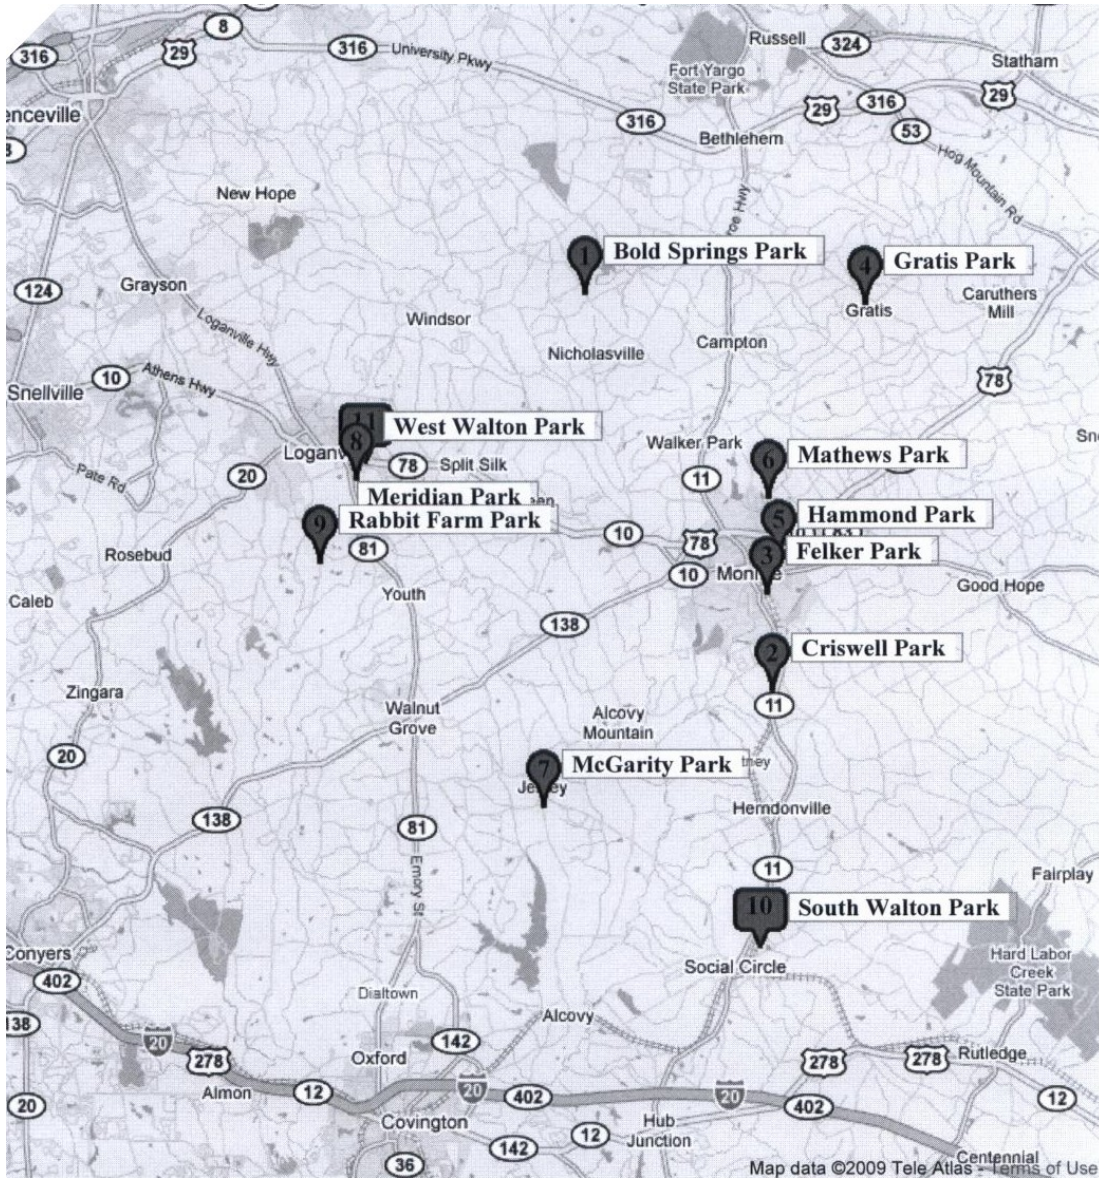 8
316
29
316
University Pkwy
Russell
324
Statham
Fort Yargo
State Park
29
316
29
enceville
316
Bethlehem
53
Hog Mountain Rd
New Hope
roe Hwy
1
Bold Springs Park
4
Gratis Park
124
Grayson
Loganville Hwy
Windsor
Gratis
Caruthers
Mill
Nicholasville
Campton
Snellville
10
Athens Hwy
78
11
West Walton Park
8
78
Split Silk
Walker Park
6
Mathews Park
Pate Rd
20
11
Meridian Park
9
Rabbit Farm Park
5
Hammond Park
10
78
3
Felker Park
Rosebud
81
10
Good Hope
Caleb
Youth
138
2
Criswell Park
Zingara
11
Walnut
Grove
Alcovy
Mountain
20
7
McGarity Park
Herndonville
138
81
Emory St
11
Fairplay
10
South Walton Park
Conyers
402
Social Circle
Hard Labor
Creek
State Park
Dialtown
138
20
278
Alcovy
142
Oxford
278
278
Rutledge
20
Almon
12
20
402
20
402
12
Covington
142
12
Hub
Junction
36
Centennial
Map data ©2009 Tele Atlas - Terms of Use